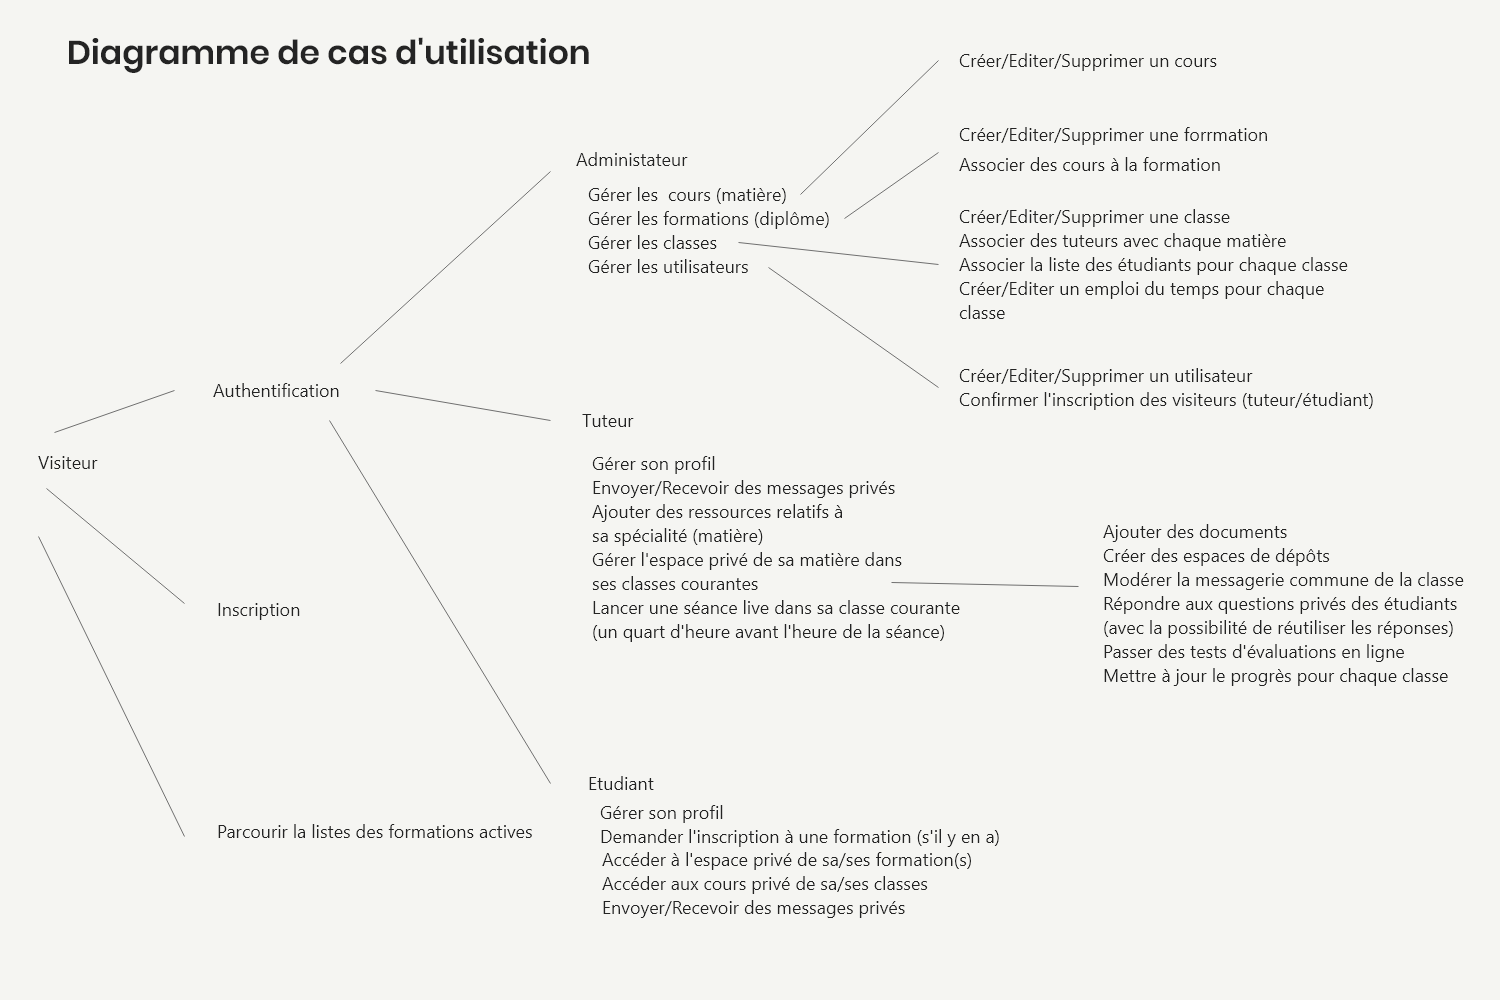 Diagramme de cas d'utilisation
Créer/Editer/Supprimer un cours
Créer/Editer/Supprimer une forrmation
Associer des cours à la formation
Administateur
Gérer les  cours (matière)
Gérer les formations (diplôme)
Gérer les classes
Gérer les utilisateurs
Créer/Editer/Supprimer une classe
Associer des tuteurs avec chaque matière
Associer la liste des étudiants pour chaque classe
Créer/Editer un emploi du temps pour chaque
classe
Créer/Editer/Supprimer un utilisateur
Confirmer l'inscription des visiteurs (tuteur/étudiant)
Authentification
Visiteur
Tuteur
Gérer son profil
Envoyer/Recevoir des messages privés
Ajouter des ressources relatifs à
sa spécialité (matière)
Gérer l'espace privé de sa matière dans
ses classes courantes
Lancer une séance live dans sa classe courante
(un quart d'heure avant l'heure de la séance)
Ajouter des documents
Créer des espaces de dépôts
Modérer la messagerie commune de la classe
Répondre aux questions privés des étudiants
(avec la possibilité de réutiliser les réponses)
Passer des tests d'évaluations en ligne
Mettre à jour le progrès pour chaque classe
Inscription
Parcourir la listes des formations actives
Etudiant
Gérer son profil
Demander l'inscription à une formation (s'il y en a)
Accéder à l'espace privé de sa/ses formation(s)
Accéder aux cours privé de sa/ses classes
Envoyer/Recevoir des messages privés